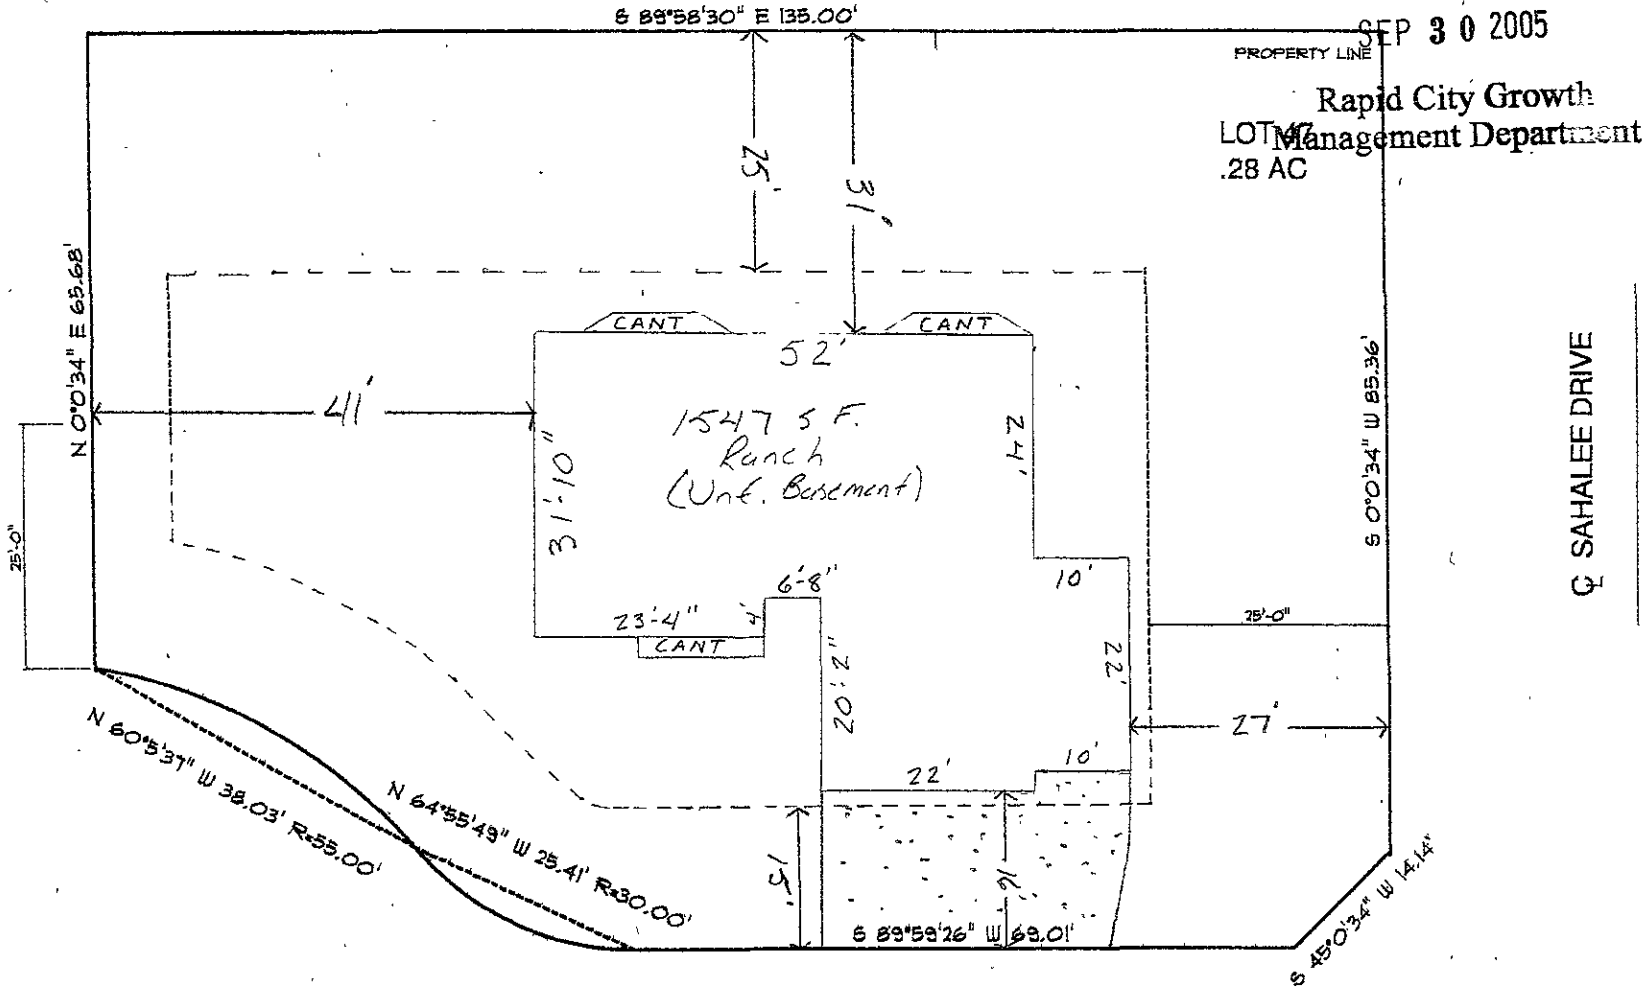 S 89°58'30" E 135.00'
SEP 30 2005
PROPERTY LINE
Rapid City Growth
Management Department
LOT 47
.28 AC
25'
31'
N 0°0'34" E 65.68'
CANT
CANT
52'
41'
1547 S F.
Ranch
(Unf. Basement)
31'-10"
24'
S 0°0'34" W 85.36'
℄ SAHALEE DRIVE
25'-0"
10'
6'-8"
23'-4"
4'
CANT
25'-0"
22'
20'-2"
27'
10'
22'
N 60°5'37" W 38.03' R=55.00'
N 64°55'49" W 25.41' R=30.00'
15'
16'
S 89°59'26" W 69.01'
S 45°0'34" W 14.14'